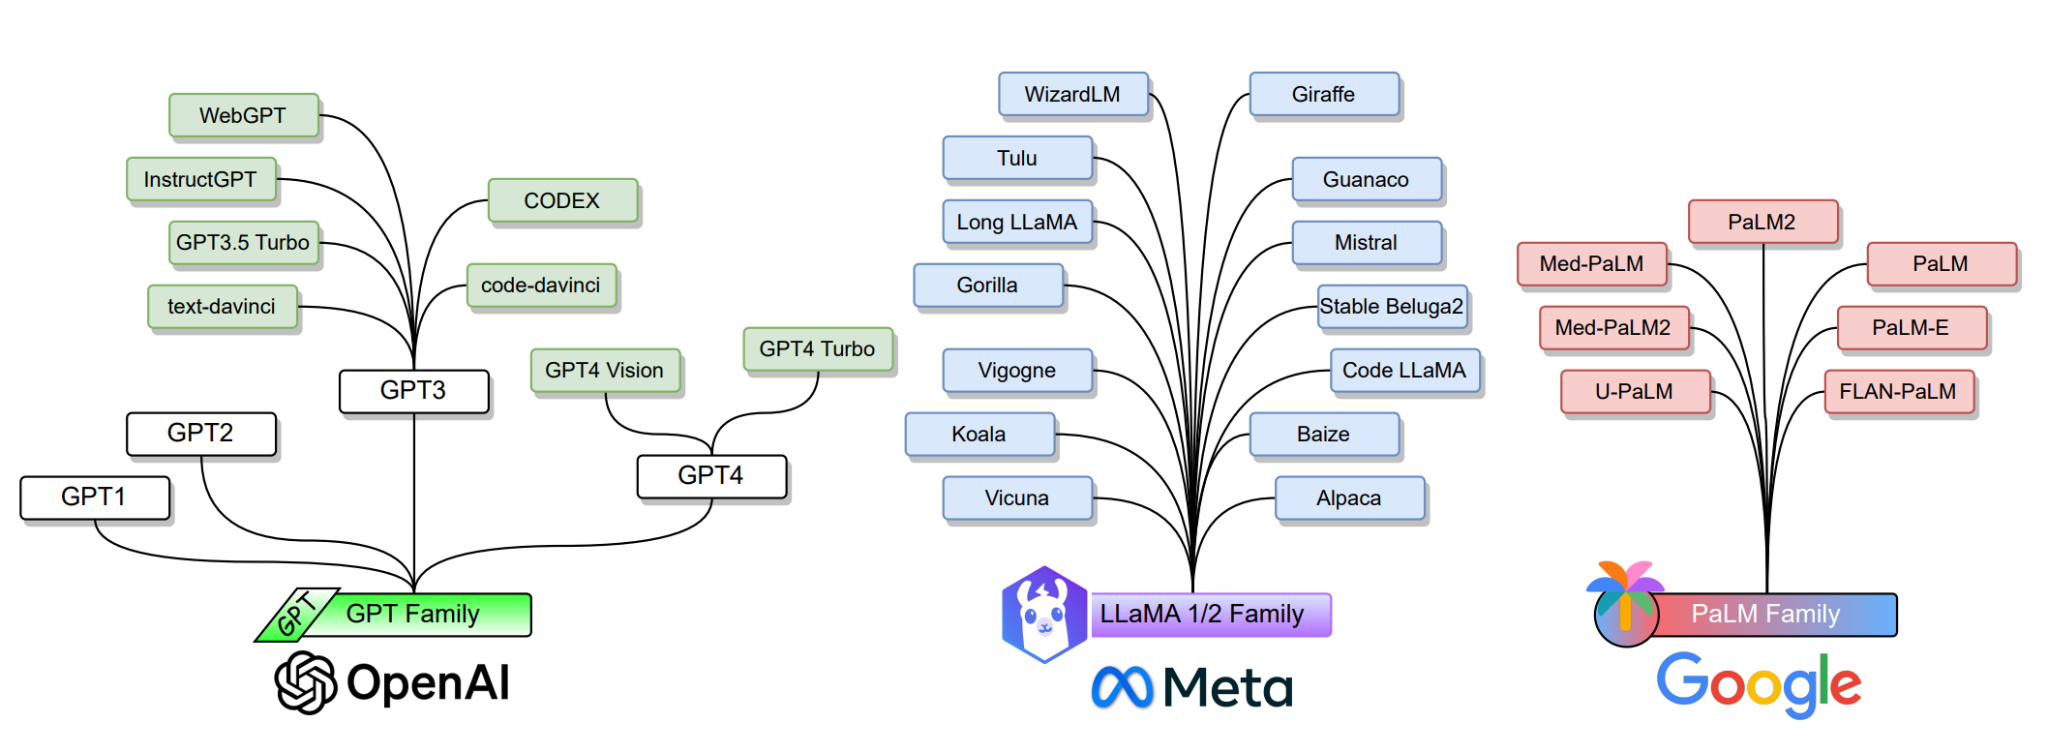 WebGPT
InstructGPT
CODEX
GPT3.5 Turbo
code-davinci
text-davinci
GPT4 Vision
GPT4 Turbo
GPT3
GPT2
GPT4
GPT1
GPT
GPT Family
OpenAI
WizardLM
Giraffe
Tulu
Guanaco
Long LLaMA
Mistral
Gorilla
Stable Beluga2
Vigogne
Code LLaMA
Koala
Baize
Vicuna
Alpaca
LLaMA 1/2 Family
Meta
PaLM2
Med-PaLM
PaLM
Med-PaLM2
PaLM-E
U-PaLM
FLAN-PaLM
PaLM Family
Google